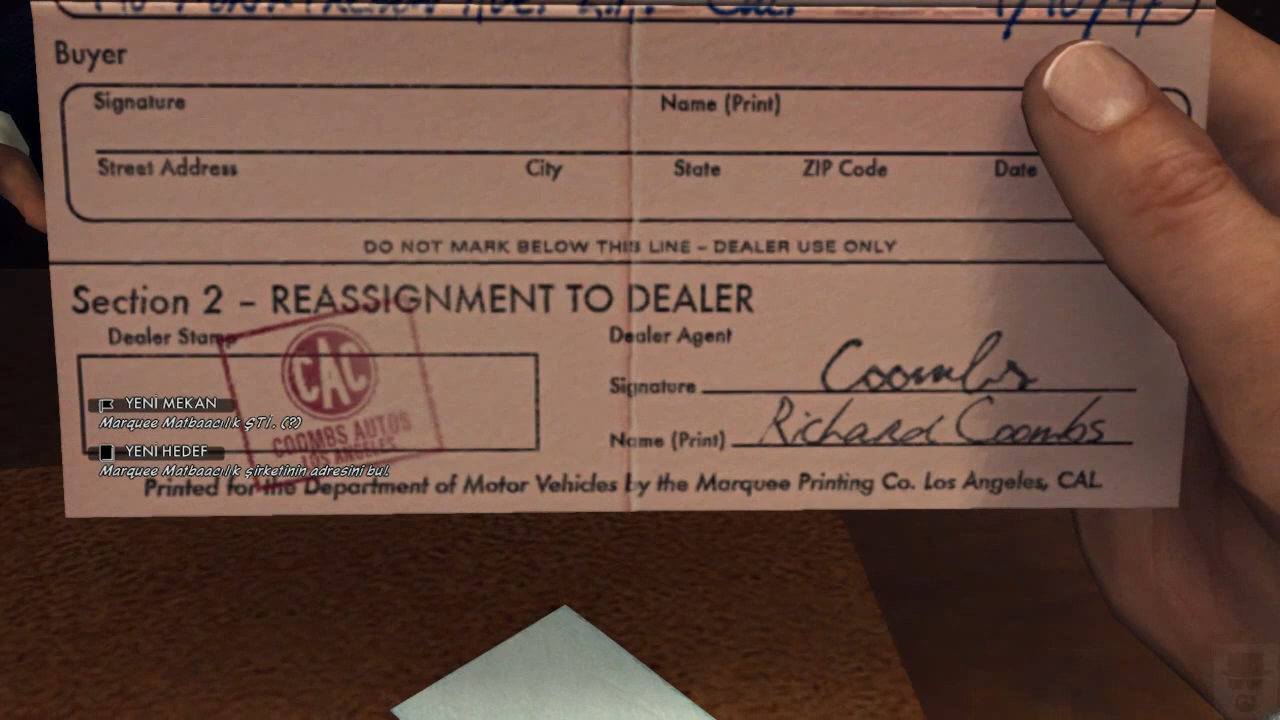 Buyer
Signature Name (Print)
Street Address City State ZIP Code Date
DO NOT MARK BELOW THIS LINE – DEALER USE ONLY
Section 2 – REASSIGNMENT TO DEALER
Dealer Stamp Dealer Agent
CAC
COOMBS AUTOS
LOS ANGELES
Signature Coombs
Name (Print) Richard Coombs
YENİ MEKAN
Marquee Matbaacılık ŞTİ. (?)
YENİ HEDEF
Marquee Matbaacılık şirketinin adresini bul.
Printed for the Department of Motor Vehicles by the Marquee Printing Co. Los Angeles, CAL